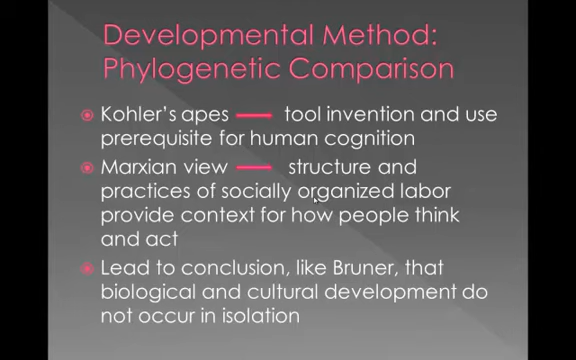 Developmental Method:
Phylogenetic Comparison
Kohler's apes — tool invention and use
prerequisite for human cognition
Marxian view — structure and
practices of socially organized labor
provide context for how people think
and act
Lead to conclusion, like Bruner, that
biological and cultural development do
not occur in isolation